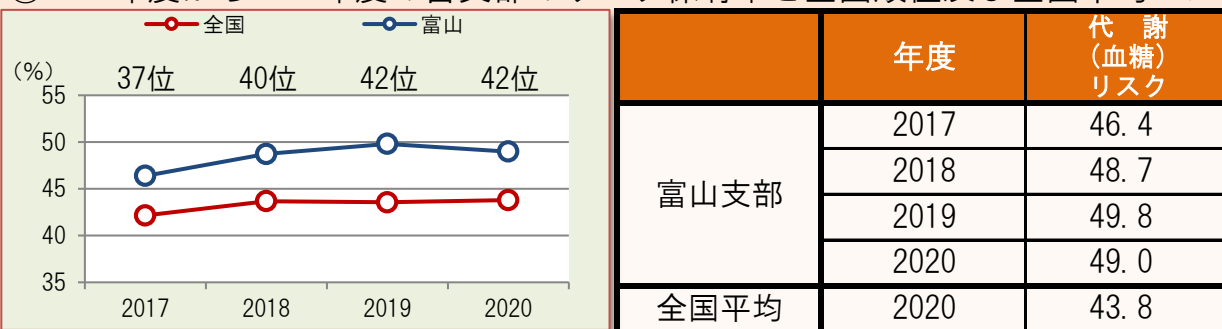 全国 富山
(%) 37位 40位 42位 42位
55
50
45
40
35
2017 2018 2019 2020
年度 代　謝
(血糖)
リスク
富山支部 2017 46.4
2018 48.7
2019 49.8
2020 49.0
全国平均 2020 43.8